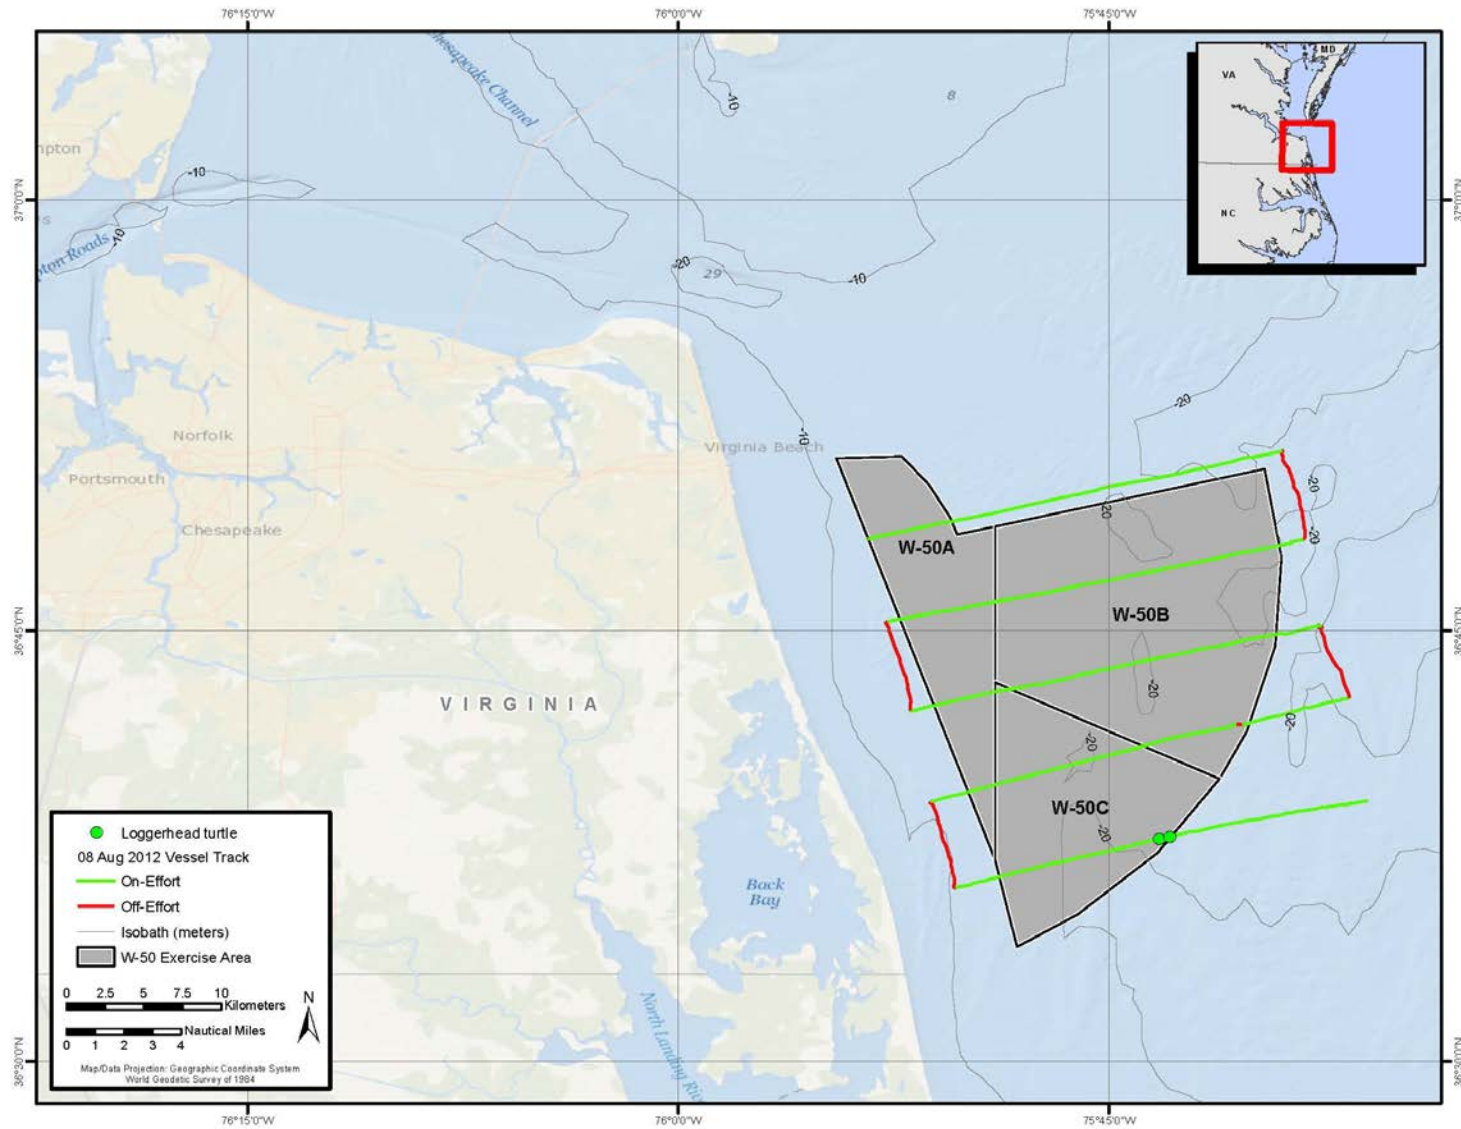 76°15'0"W
76°0'0"W
75°45'0"W
Chesapeake Channel
-10
8
MD
VA
NC
-10
37°0'0"N
37°0'0"N
-10
-20
29
-10
-20
-10
Norfolk
Virginia Beach
Portsmouth
-20
-20
Chesapeake
-20
W-50A
W-50B
36°45'0"N
36°45'0"N
-20
VIRGINIA
-20
-20
W-50C
-20
Back
Bay
North Landing
Loggerhead turtle
08 Aug 2012 Vessel Track
On-Effort
Off-Effort
Isobath (meters)
W-50 Exercise Area
0 2.5 5 7.5 10
Kilometers
N
Nautical Miles
0 1 2 3 4
Map/Data Projection: Geographic Coordinate System
World Geodetic Survey of 1984
36°30'0"N
36°30'0"N
76°15'0"W
76°0'0"W
75°45'0"W